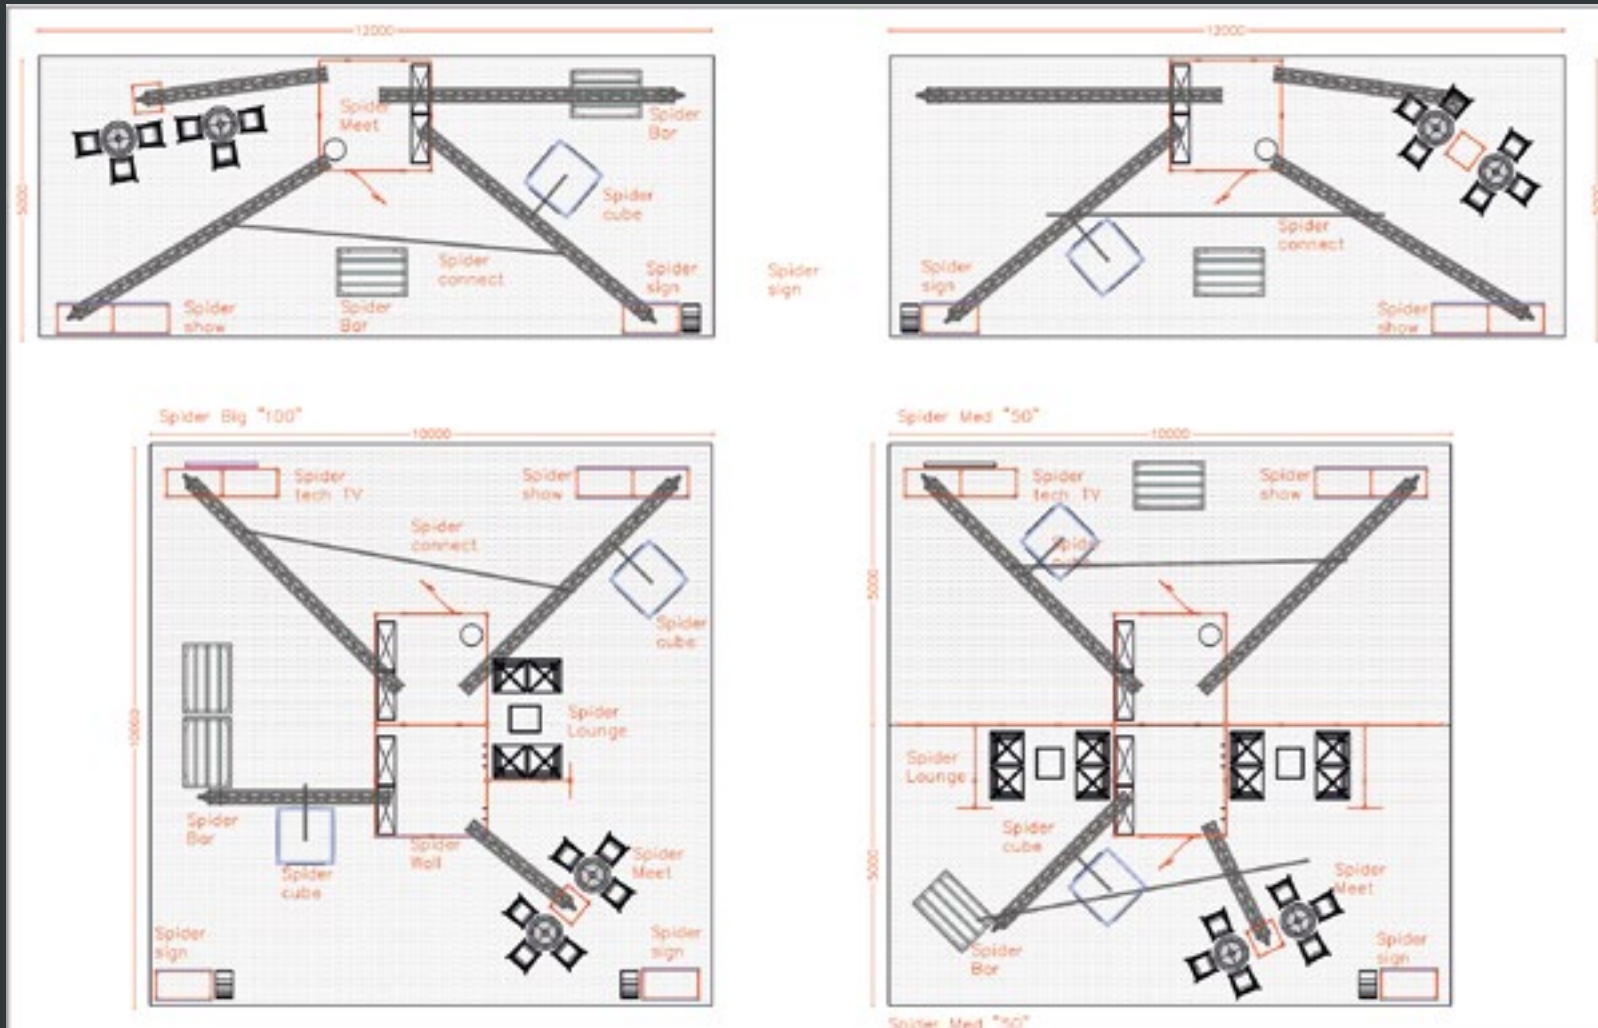 12000
12000
Spider
Meet
Spider
Bar
Spider
cube
5000
Spider
connect
Spider
sign
Spider
show
Spider
Bar
Spider
sign
Spider
sign
Spider
connect
Spider
show
Spider Big "100"
10000
Spider
tech TV
Spider
show
Spider
connect
Spider
cube
10000
Spider
Lounge
Spider
Bar
Spider
Wall
Spider
cube
Spider
Meet
Spider
sign
Spider
sign
Spider Med "50"
10000
Spider
tech TV
Spider
show
Spider
5000
Spider
Lounge
Spider
cube
5000
Spider
Meet
Spider
Bar
Spider
sign
Spider Med "50"